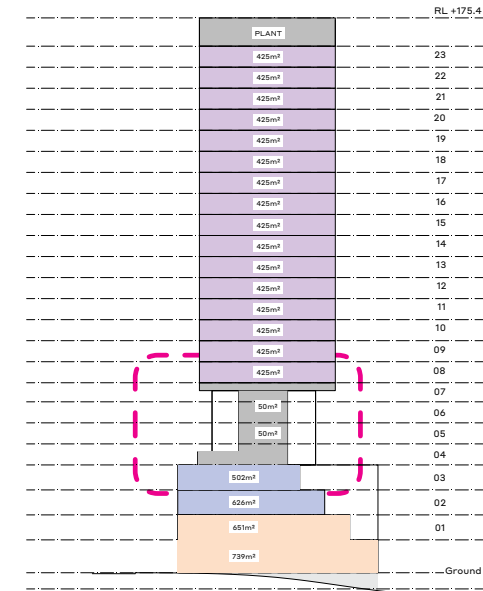 RL +175.4
PLANT
425m² 23
425m² 22
425m² 21
425m² 20
425m² 19
425m² 18
425m² 17
425m² 16
425m² 15
425m² 14
425m² 13
425m² 12
425m² 11
425m² 10
425m² 09
425m² 08
07
50m² 06
50m² 05
04
502m² 03
626m² 02
651m² 01
739m²
Ground